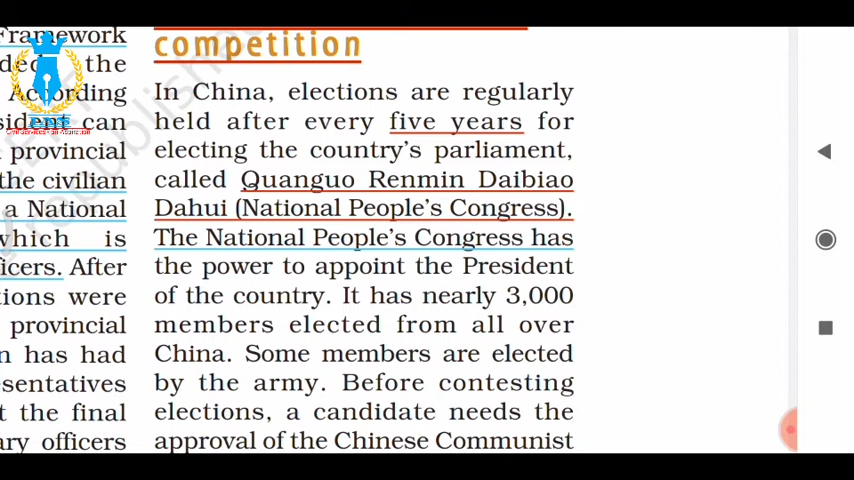 Framework
the
According
sident can
provincial
the civilian
a National
which is
ficers. After
tions were
provincial
n has had
esentatives
t the final
ary officers
competition
In China, elections are regularly
held after every five years for
electing the country's parliament,
called Quanguo Renmin Daibiao
Dahui (National People's Congress).
The National People's Congress has
the power to appoint the President
of the country. It has nearly 3,000
members elected from all over
China. Some members are elected
by the army. Before contesting
elections, a candidate needs the
approval of the Chinese Communist